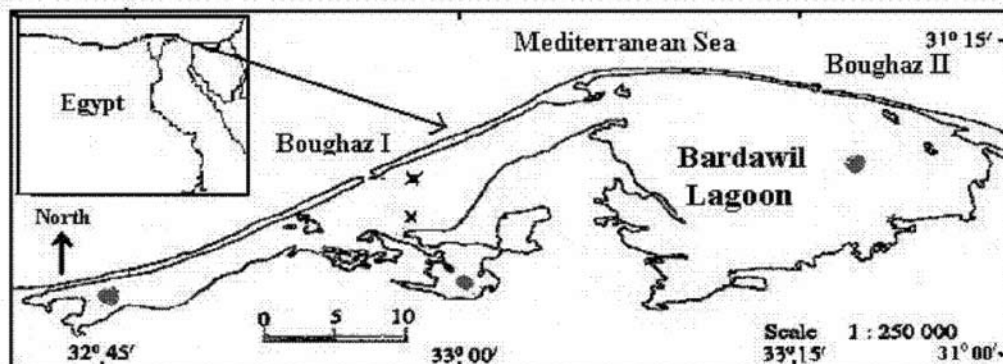 Mediterranean Sea
31° 15′
Boughaz II
Egypt
Boughaz I
Bardawil
Lagoon
North
0 5 10
Scale 1 : 250 000
32°, 45′ 33° 00′ 33°, 15′ 31° 00′